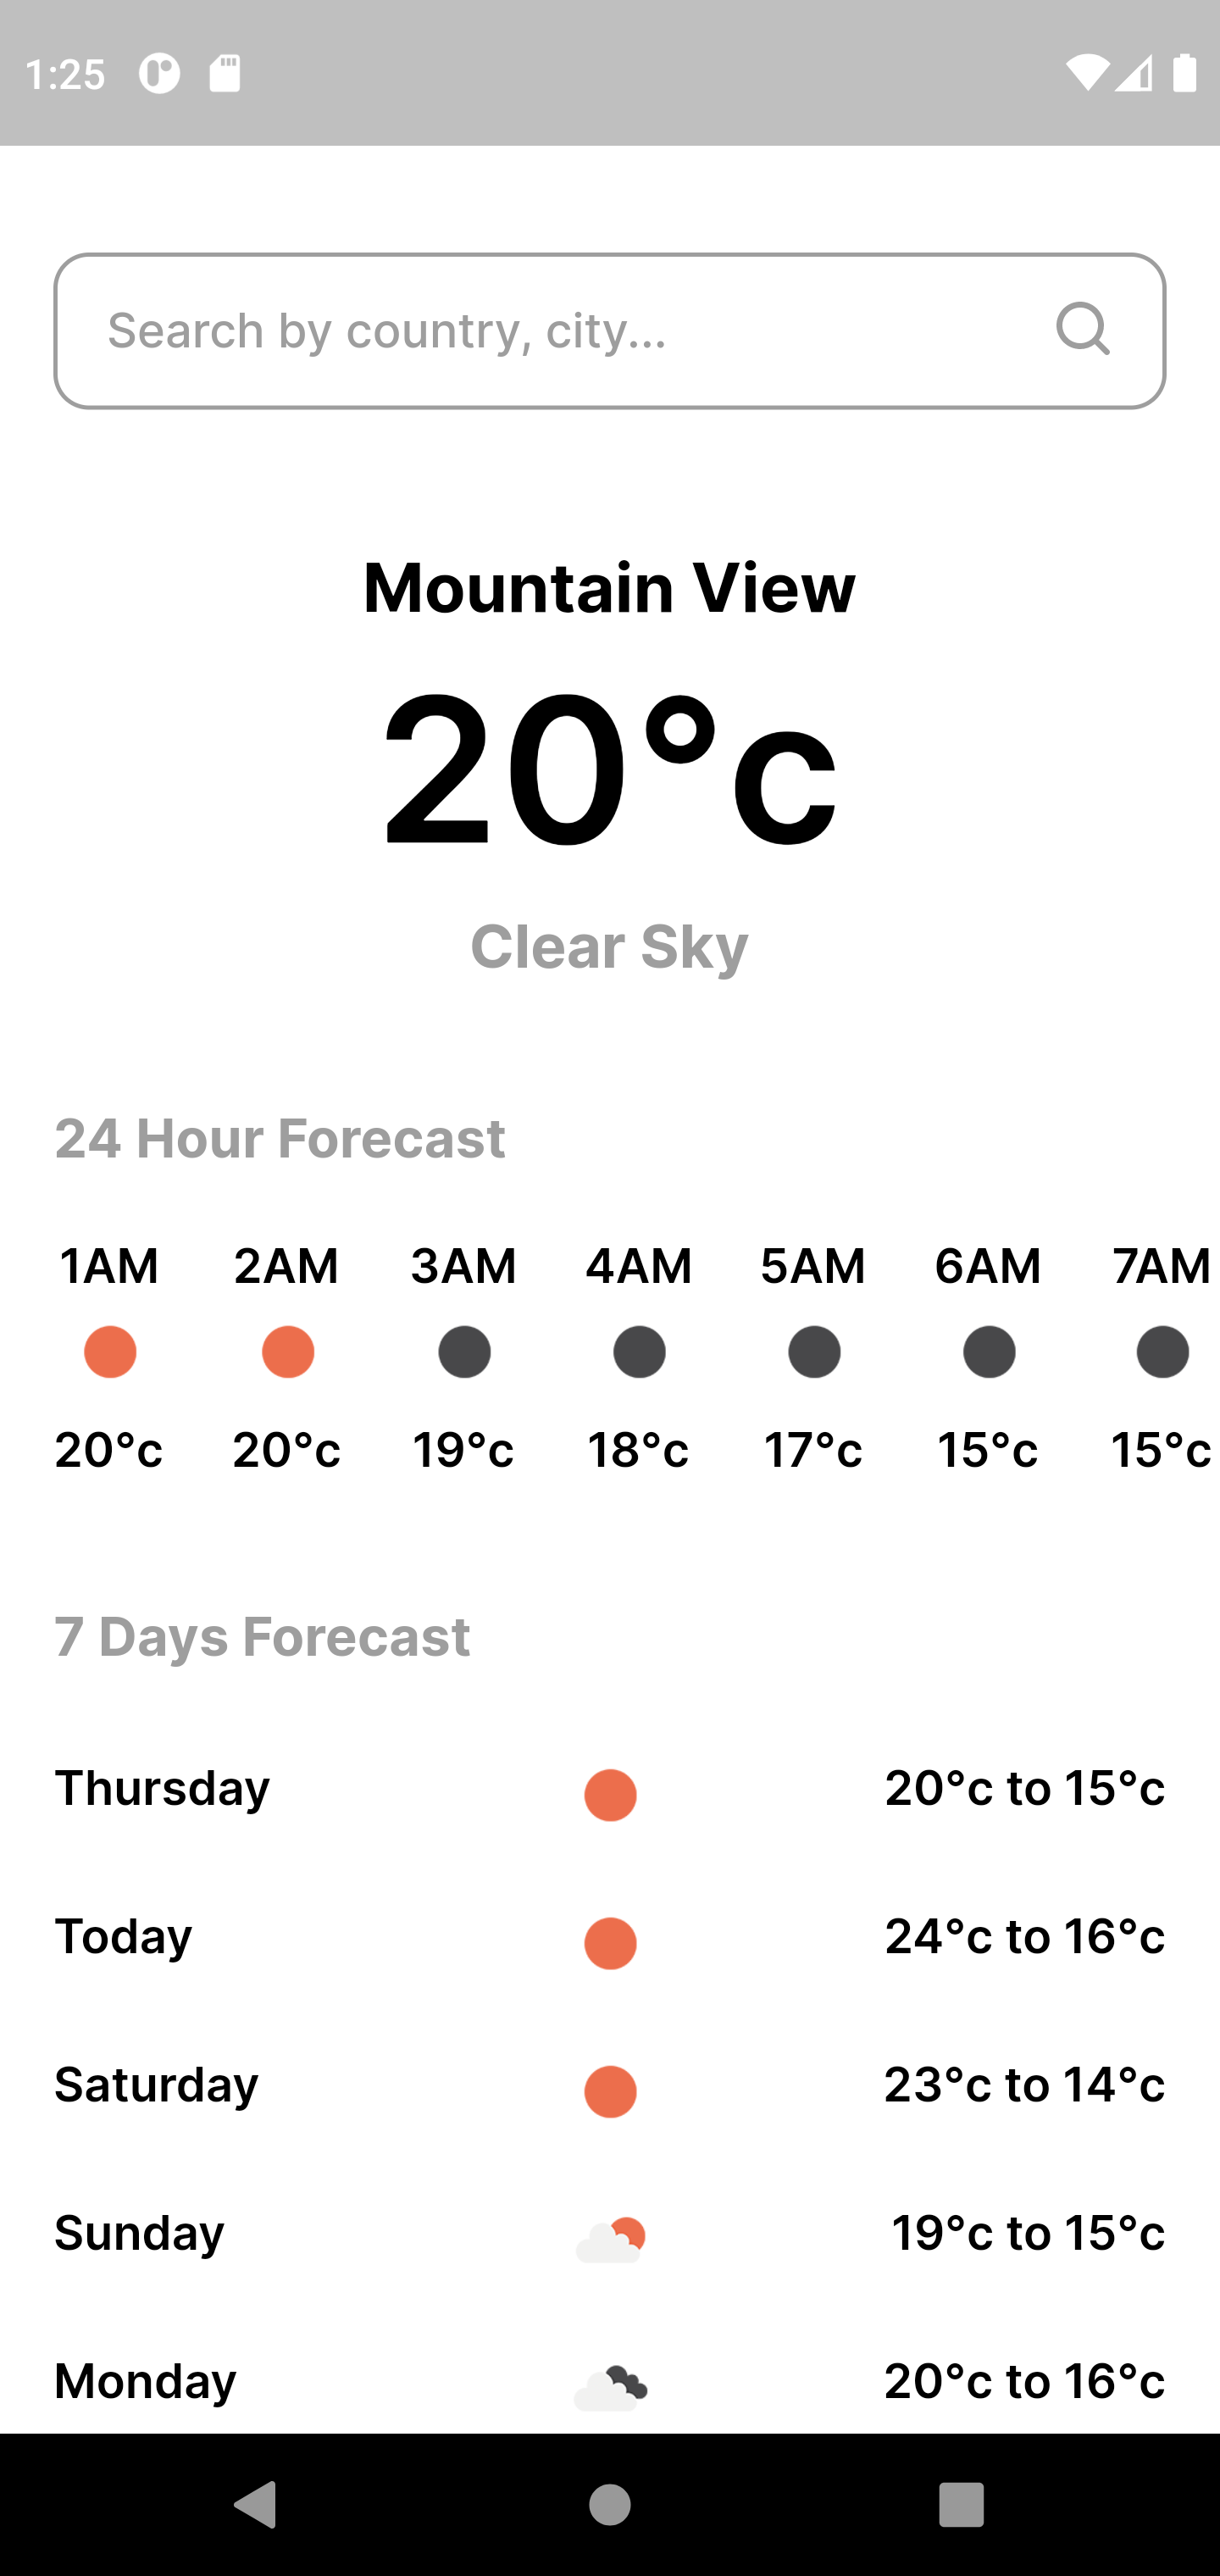 1:25
Search by country, city...
Mountain View
20°c
Clear Sky
24 Hour Forecast
1AM 2AM 3AM 4AM 5AM 6AM 7AM
20°c 20°c 19°c 18°c 17°c 15°c 15°c
7 Days Forecast
Thursday 20°c to 15°c
Today 24°c to 16°c
Saturday 23°c to 14°c
Sunday 19°c to 15°c
Monday 20°c to 16°c